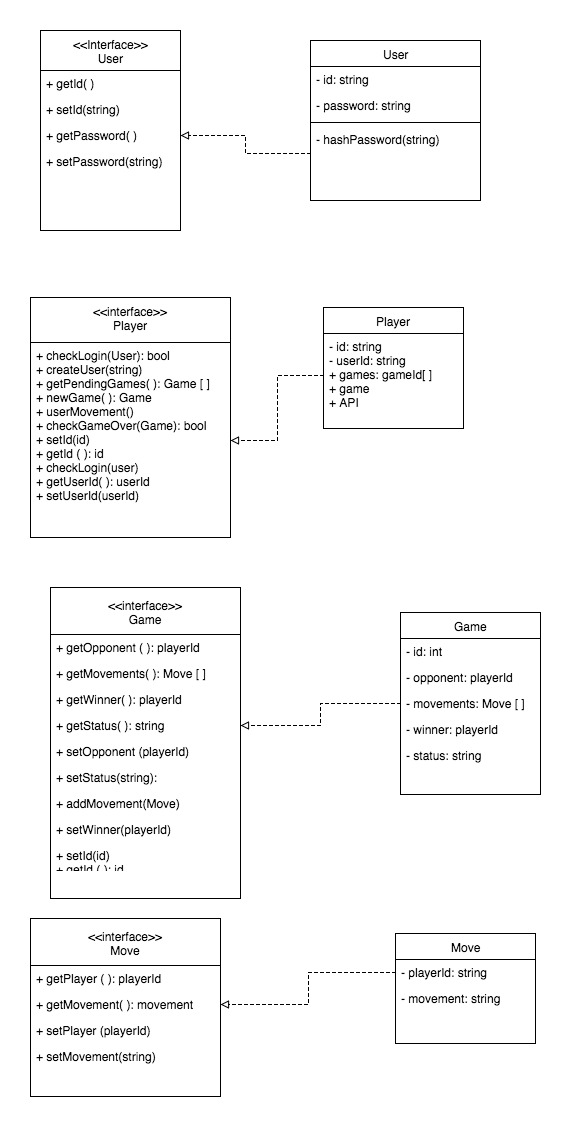 <<Interface>>
User
+ getId( )
+ setId(string)
+ getPassword( )
+ setPassword(string)
User
- id: string
- password: string
- hashPassword(string)
<<interface>>
Player
+ checkLogin(User): bool
+ createUser(string)
+ getPendingGames( ): Game [ ]
+ newGame( ): Game
+ userMovement()
+ checkGameOver(Game): bool
+ setId(id)
+ getId ( ): id
+ checkLogin(user)
+ getUserId( ): userId
+ setUserId(userId)
Player
- id: string
- userId: string
+ games: gameId[ ]
+ game
+ API
<<interface>>
Game
+ getOpponent ( ): playerId
+ getMovements( ): Move [ ]
+ getWinner( ): playerId
+ getStatus( ): string
+ setOpponent (playerId)
+ setStatus(string):
+ addMovement(Move)
+ setWinner(playerId)
+ setId(id)
+ getId ( ): id
Game
- id: int
- opponent: playerId
- movements: Move [ ]
- winner: playerId
- status: string
<<interface>>
Move
+ getPlayer ( ): playerId
+ getMovement( ): movement
+ setPlayer (playerId)
+ setMovement(string)
Move
- playerId: string
- movement: string